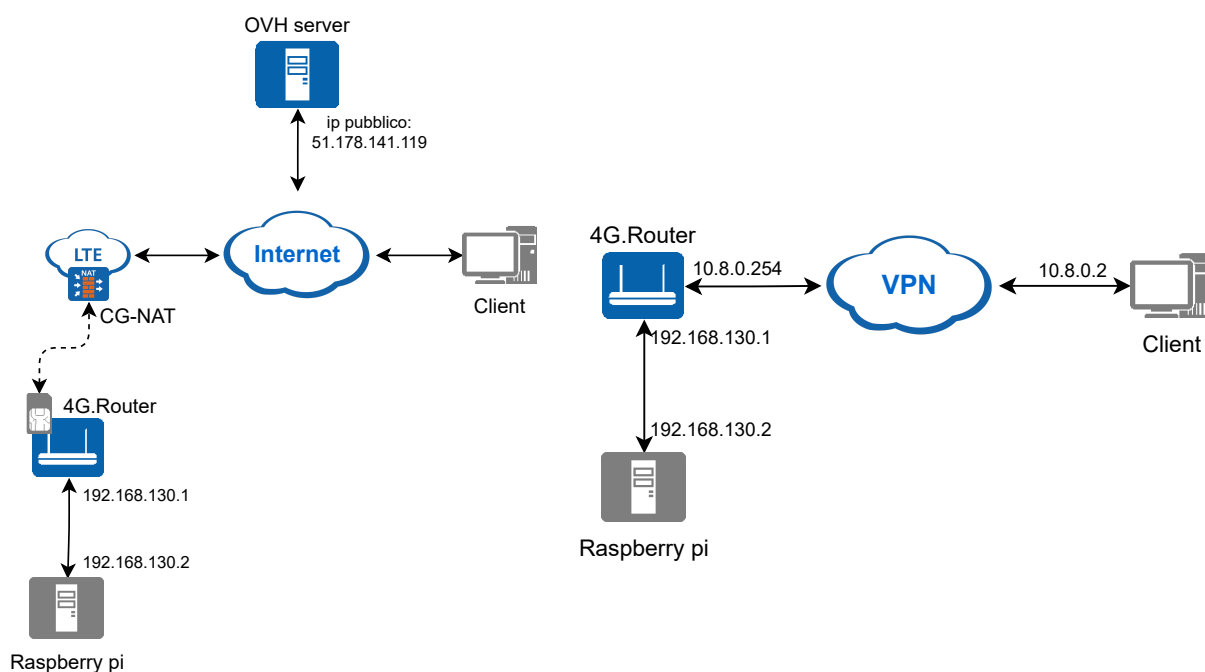 OVH server
ip pubblico:
51.178.141.119
LTE
NAT
CG-NAT
Internet
Client
4G.Router
192.168.130.1
192.168.130.2
Raspberry pi
4G.Router
10.8.0.254
VPN
10.8.0.2
Client
192.168.130.1
192.168.130.2
Raspberry pi